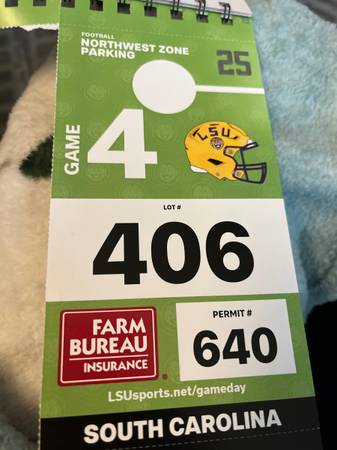 FOOTBALL
NORTHWEST ZONE
PARKING
25
GAME
4
LSU
LOT #
406
FARM
BUREAU
INSURANCE
PERMIT #
640
LSUsports.net/gameday
SOUTH CAROLINA